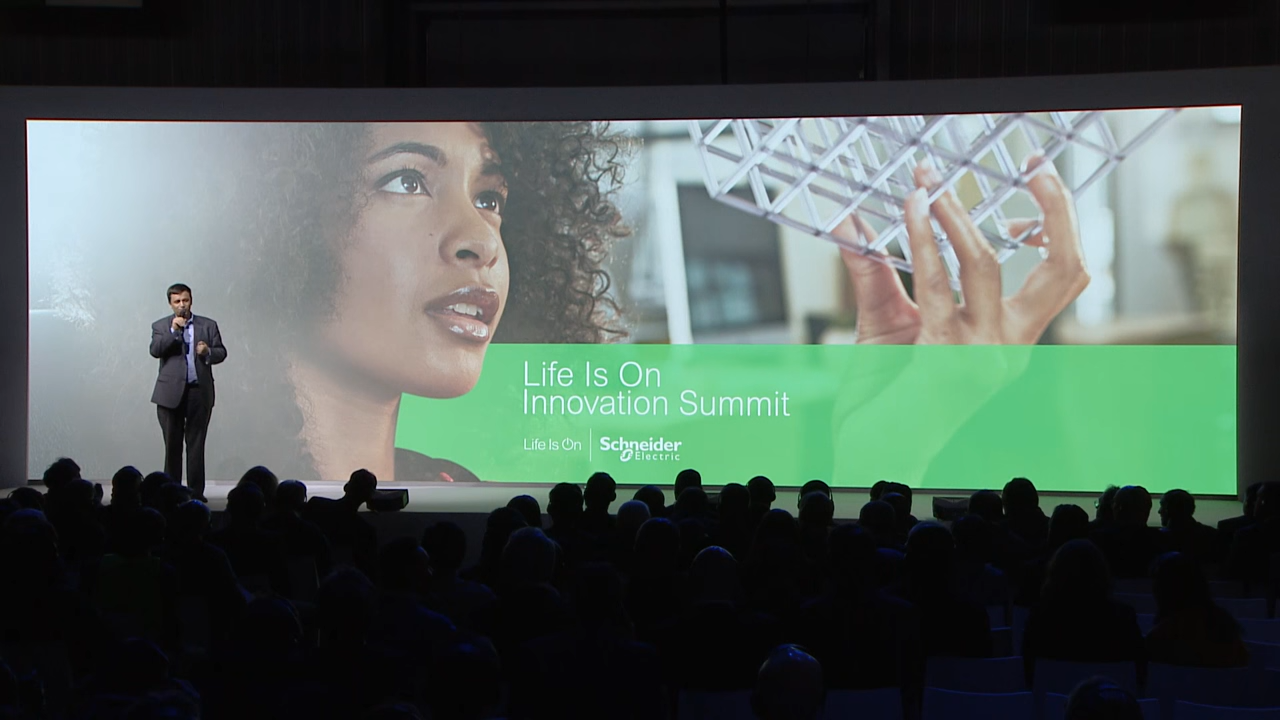 Life Is On
Innovation Summit
Life Is On
Schneider
Electric